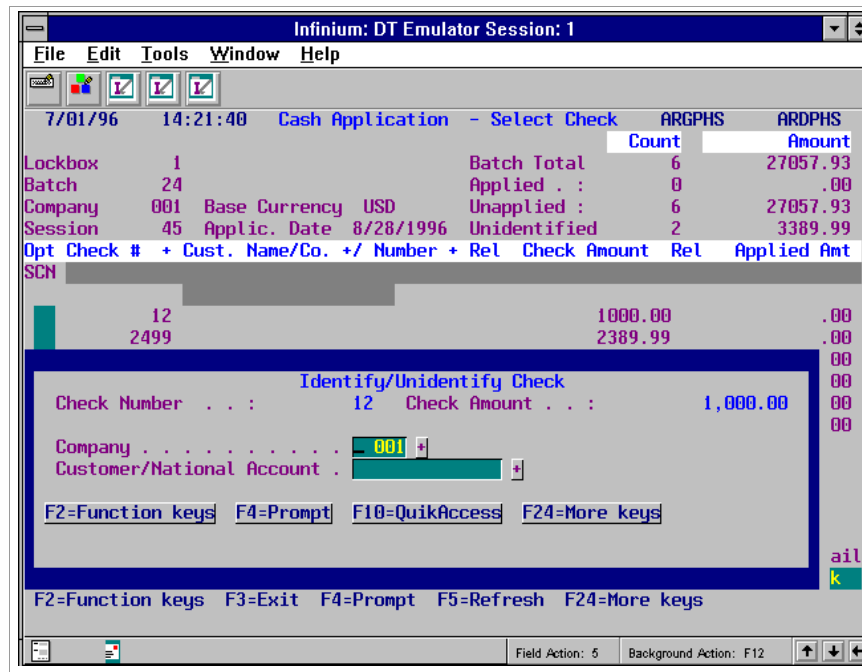 Infinium: DT Emulator Session: 1
File Edit Tools Window Help
7/01/96 14:21:40 Cash Application - Select Check ARGPHS ARDPHS
Count Amount
Lockbox 1 Batch Total 6 27057.93
Batch 24 Applied . : 0 .00
Company 001 Base Currency USD Unapplied : 6 27057.93
Session 45 Applic. Date 8/28/1996 Unidentified 2 3389.99
Opt Check # + Cust. Name/Co. +/ Number + Rel Check Amount Rel Applied Amt
SCN
12 1000.00 .00
2499 2389.99 .00
00
Identify/Unidentify Check 00
Check Number . . : 12 Check Amount . . : 1,000.00 00
00
Company . . . . . . . . . . _ 001 +
Customer/National Account . +
F2=Function keys F4=Prompt F10=QuikAccess F24=More keys
ail
k
F2=Function keys F3=Exit F4=Prompt F5=Refresh F24=More keys
Field Action: 5 Background Action: F12